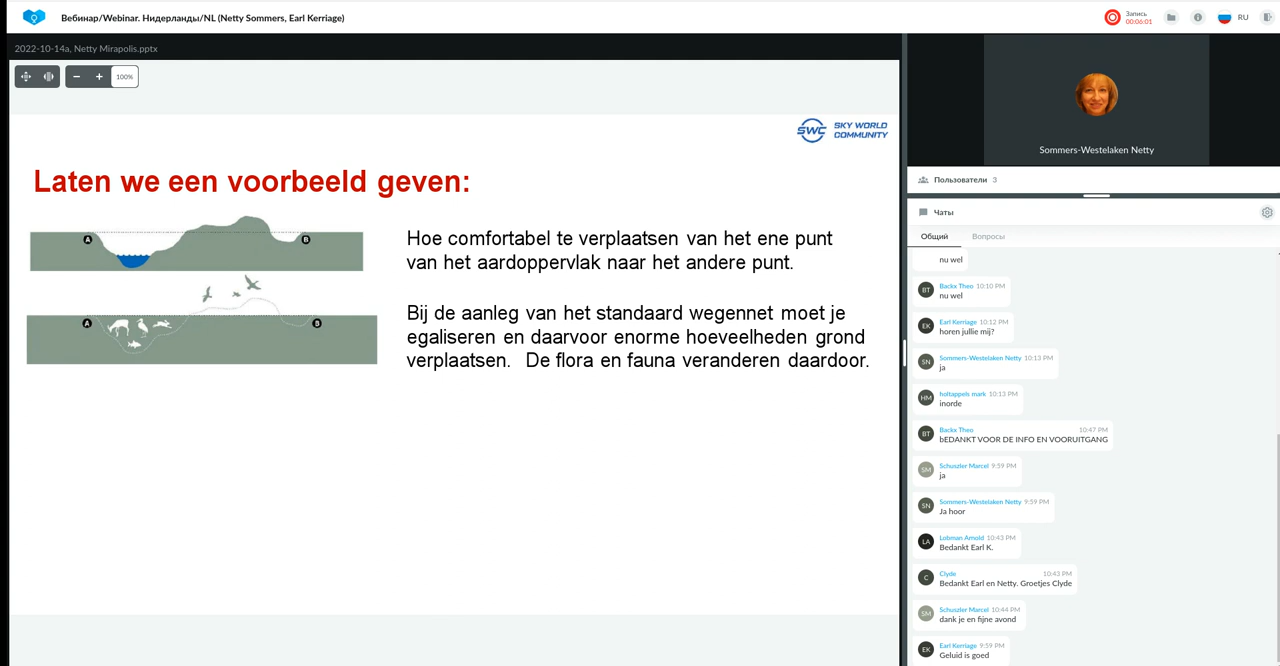 Вебинар/Webinar. Нидерланды/NL (Netty Sommers, Earl Kerriage)
Запись
00:06:01
RU
2022-10-14a, Netty Mirapolis.pptx
100%
SWC SKY WORLD
COMMUNITY
Laten we een voorbeeld geven:
A
B
A
B
Hoe comfortabel te verplaatsen van het ene punt
van het aardoppervlak naar het andere punt.
Bij de aanleg van het standaard wegennet moet je
egaliseren en daarvoor enorme hoeveelheden grond
verplaatsen. De flora en fauna veranderen daardoor.
Sommers-Westelaken Netty
Пользователи 3
Чаты
Общий Вопросы
nu wel
BT Backx Theo 10:10 PM
nu wel
EK Earl Kerriage 10:12 PM
horen jullie mij?
SN Sommers-Westelaken Netty 10:13 PM
ja
HM holtappels mark 10:13 PM
inorde
BT Backx Theo 10:47 PM
bEDANKT VOOR DE INFO EN VOORUITGANG
SM Schuszler Marcel 9:59 PM
ja
SN Sommers-Westelaken Netty 9:59 PM
Ja hoor
LA Lobman Arnold 10:43 PM
Bedankt Earl K.
C Clyde 10:43 PM
Bedankt Earl en Netty. Groetjes Clyde
SM Schuszler Marcel 10:44 PM
dank je en fijne avond
EK Earl Kerriage 9:59 PM
Geluid is goed